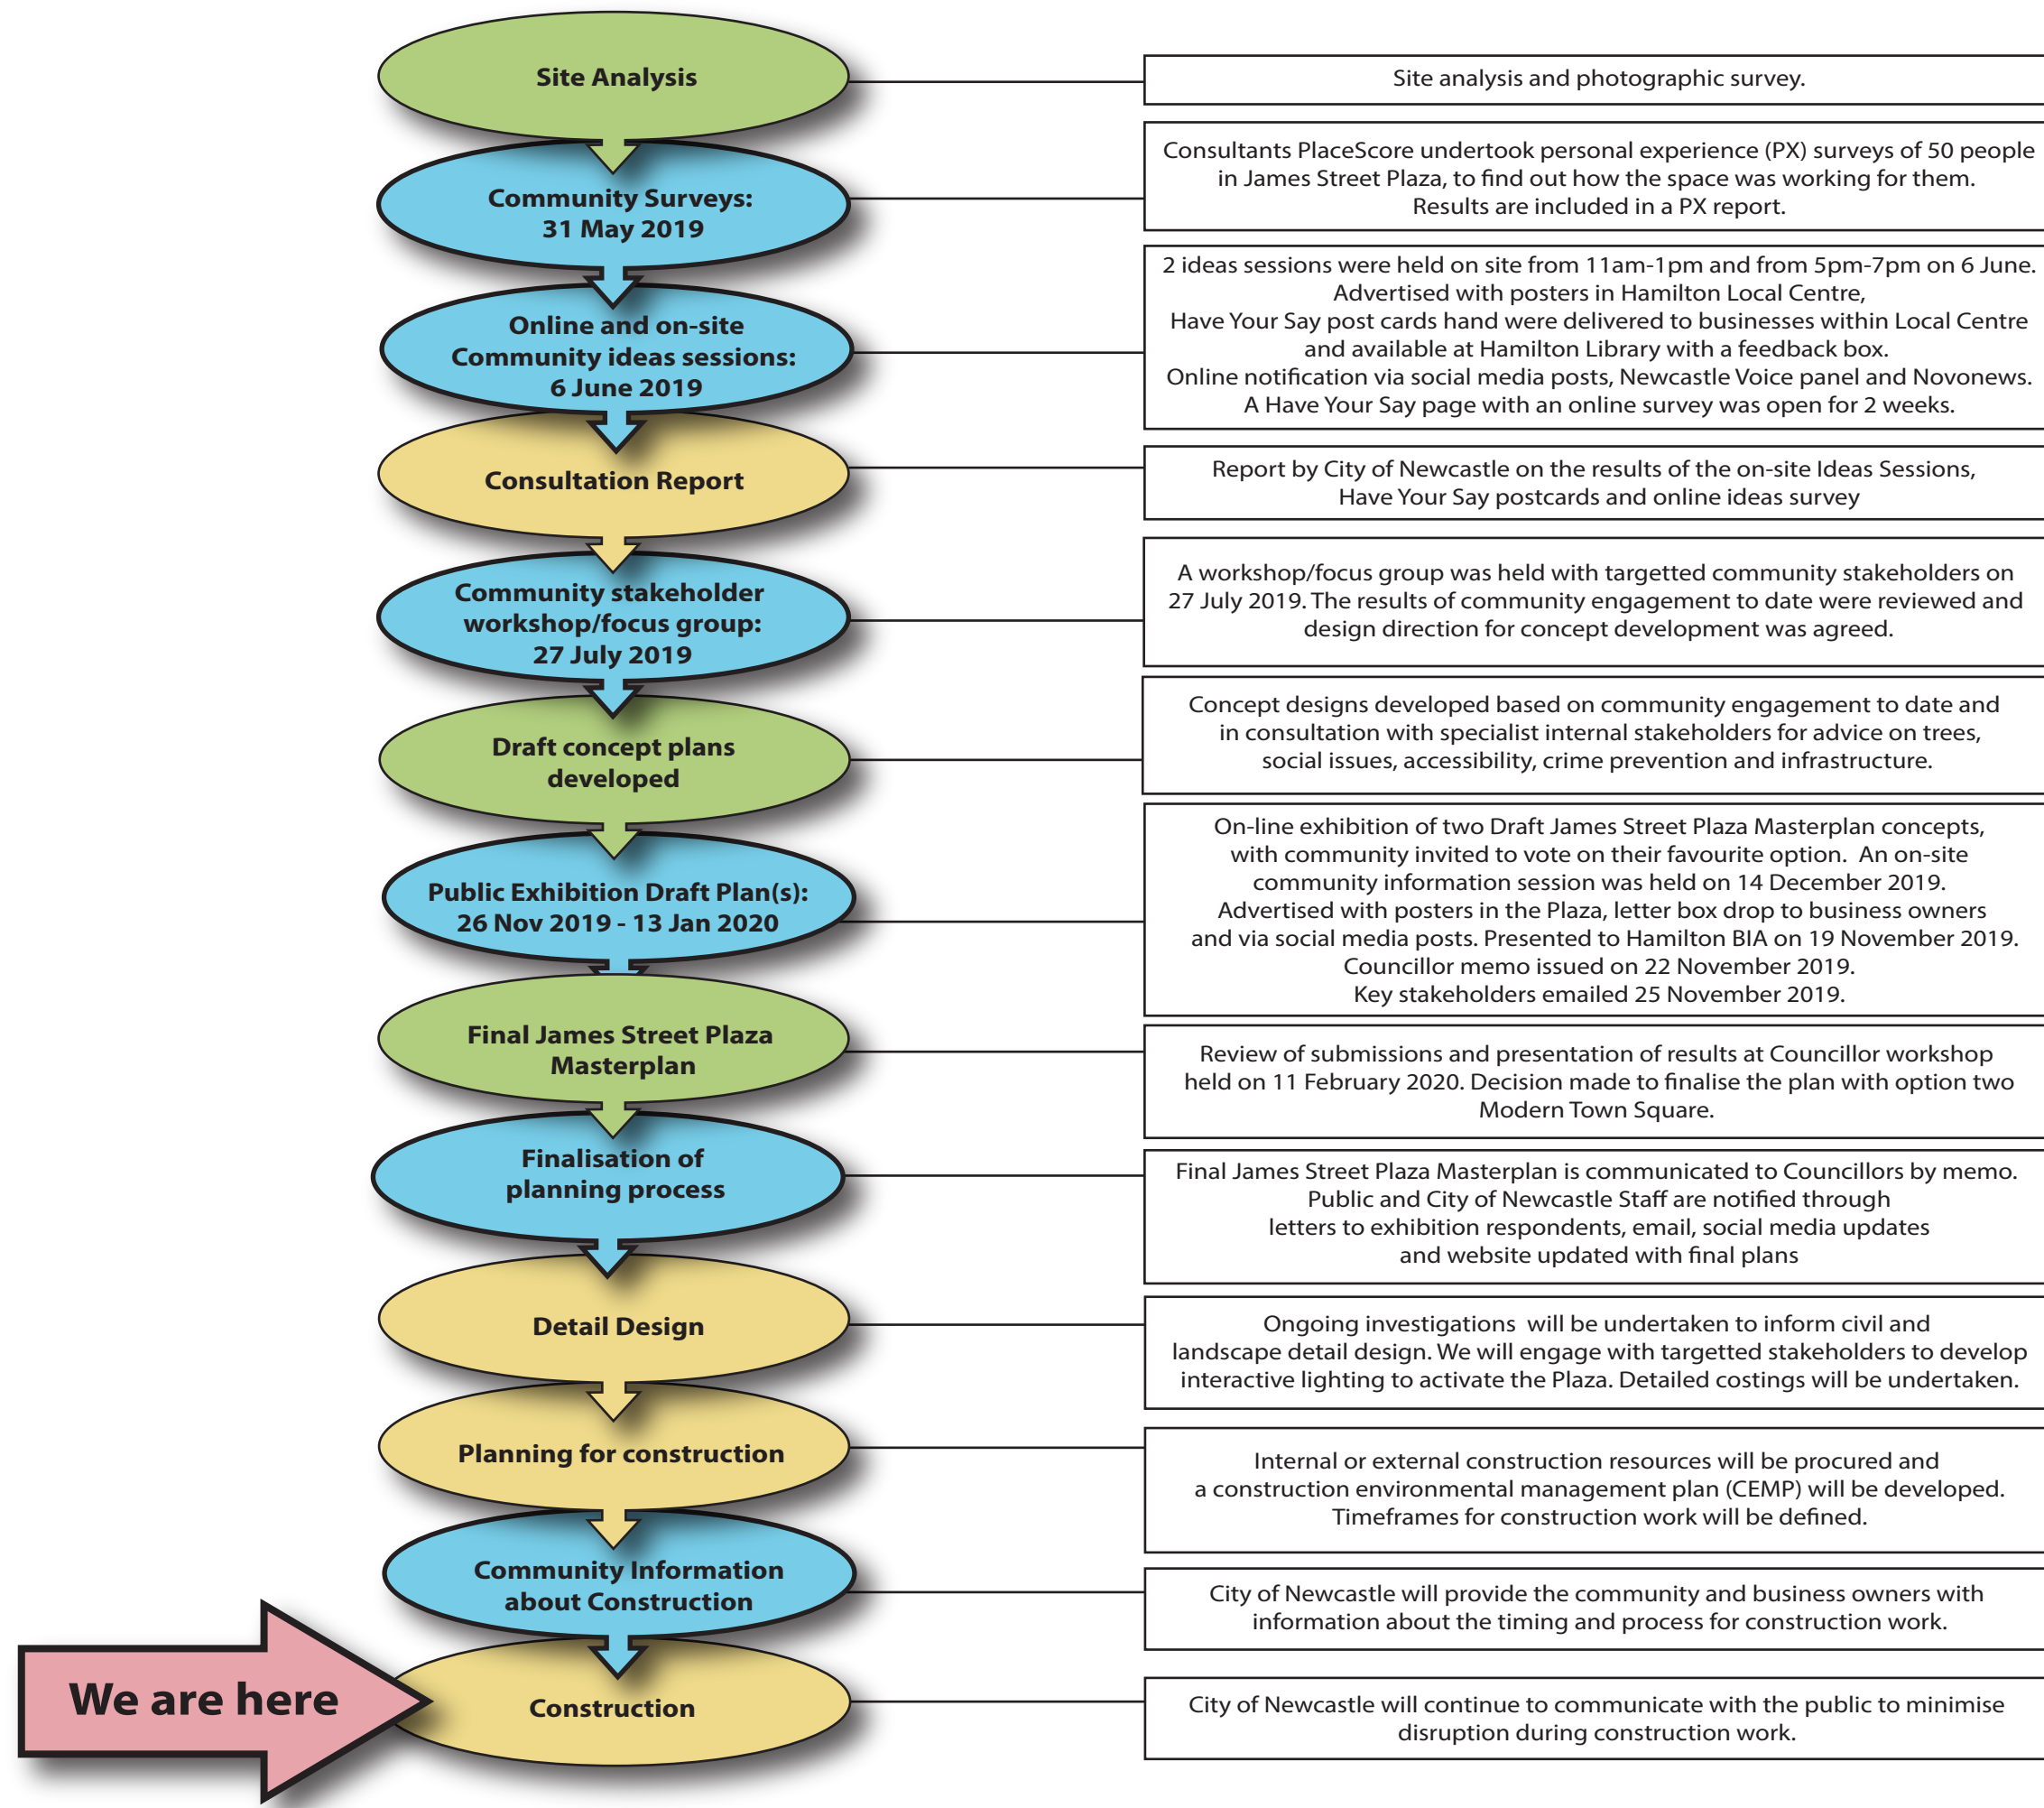 Site Analysis
Site analysis and photographic survey.
Community Surveys:
31 May 2019
Consultants PlaceScore undertook personal experience (PX) surveys of 50 people
in James Street Plaza, to find out how the space was working for them.
Results are included in a PX report.
Online and on-site
Community ideas sessions:
6 June 2019
2 ideas sessions were held on site from 11am-1pm and from 5pm-7pm on 6 June.
Advertised with posters in Hamilton Local Centre,
Have Your Say post cards hand were delivered to businesses within Local Centre
and available at Hamilton Library with a feedback box.
Online notification via social media posts, Newcastle Voice panel and Novonews.
A Have Your Say page with an online survey was open for 2 weeks.
Consultation Report
Report by City of Newcastle on the results of the on-site Ideas Sessions,
Have Your Say postcards and online ideas survey
Community stakeholder
workshop/focus group:
27 July 2019
A workshop/focus group was held with targetted community stakeholders on
27 July 2019. The results of community engagement to date were reviewed and
design direction for concept development was agreed.
Draft concept plans
developed
Concept designs developed based on community engagement to date and
in consultation with specialist internal stakeholders for advice on trees,
social issues, accessibility, crime prevention and infrastructure.
Public Exhibition Draft Plan(s):
26 Nov 2019 - 13 Jan 2020
On-line exhibition of two Draft James Street Plaza Masterplan concepts,
with community invited to vote on their favourite option. An on-site
community information session was held on 14 December 2019.
Advertised with posters in the Plaza, letter box drop to business owners
and via social media posts. Presented to Hamilton BIA on 19 November 2019.
Councillor memo issued on 22 November 2019.
Key stakeholders emailed 25 November 2019.
Final James Street Plaza
Masterplan
Review of submissions and presentation of results at Councillor workshop
held on 11 February 2020. Decision made to finalise the plan with option two
Modern Town Square.
Finalisation of
planning process
Final James Street Plaza Masterplan is communicated to Councillors by memo.
Public and City of Newcastle Staff are notified through
letters to exhibition respondents, email, social media updates
and website updated with final plans
Detail Design
Ongoing investigations will be undertaken to inform civil and
landscape detail design. We will engage with targetted stakeholders to develop
interactive lighting to activate the Plaza. Detailed costings will be undertaken.
Planning for construction
Internal or external construction resources will be procured and
a construction environmental management plan (CEMP) will be developed.
Timeframes for construction work will be defined.
Community Information
about Construction
City of Newcastle will provide the community and business owners with
information about the timing and process for construction work.
We are here
Construction
City of Newcastle will continue to communicate with the public to minimise
disruption during construction work.